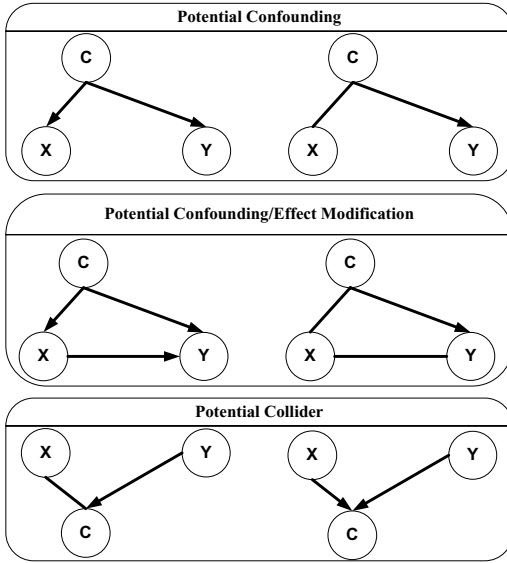 Potential Confounding
C C
X Y X Y
Potential Confounding/Effect Modification
C C
X Y X Y
Potential Collider
X Y X Y
C C